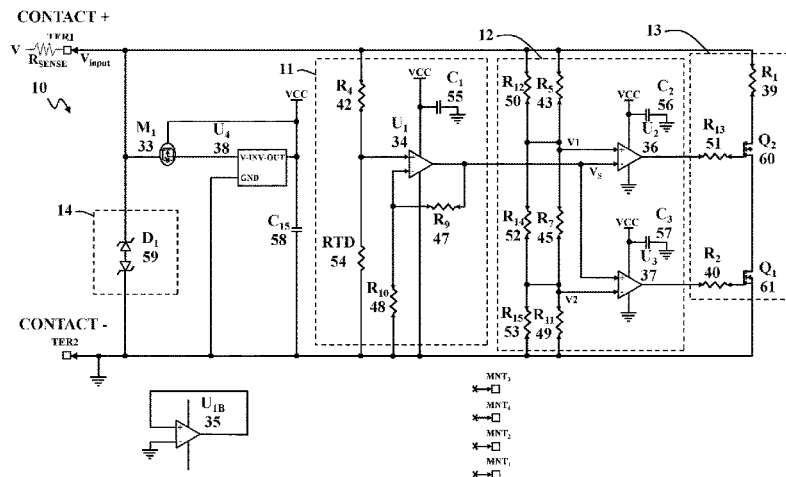 CONTACT +
V
R_SENSE
TER1
V_input
10
M₁
33
U₄
38
V-IN
V-OUT
GND
VCC
C₁₅
58
14
D₁
59
CONTACT -
TER2
11
R₄
42
RTD
54
VCC
C₁
55
U₁
34
R₉
47
R₁₀
48
12
R₁₂
50
R₅
43
V1
V_S
R₁₄
52
R₇
45
V2
R₁₅
53
R₁₁
49
VCC
C₂
56
U₂
36
VCC
C₃
57
U₃
37
13
R₁
39
R₁₃
51
Q₂
60
R₂
40
Q₁
61
U₁B
35
MNT₃
MNT₄
MNT₂
MNT₁